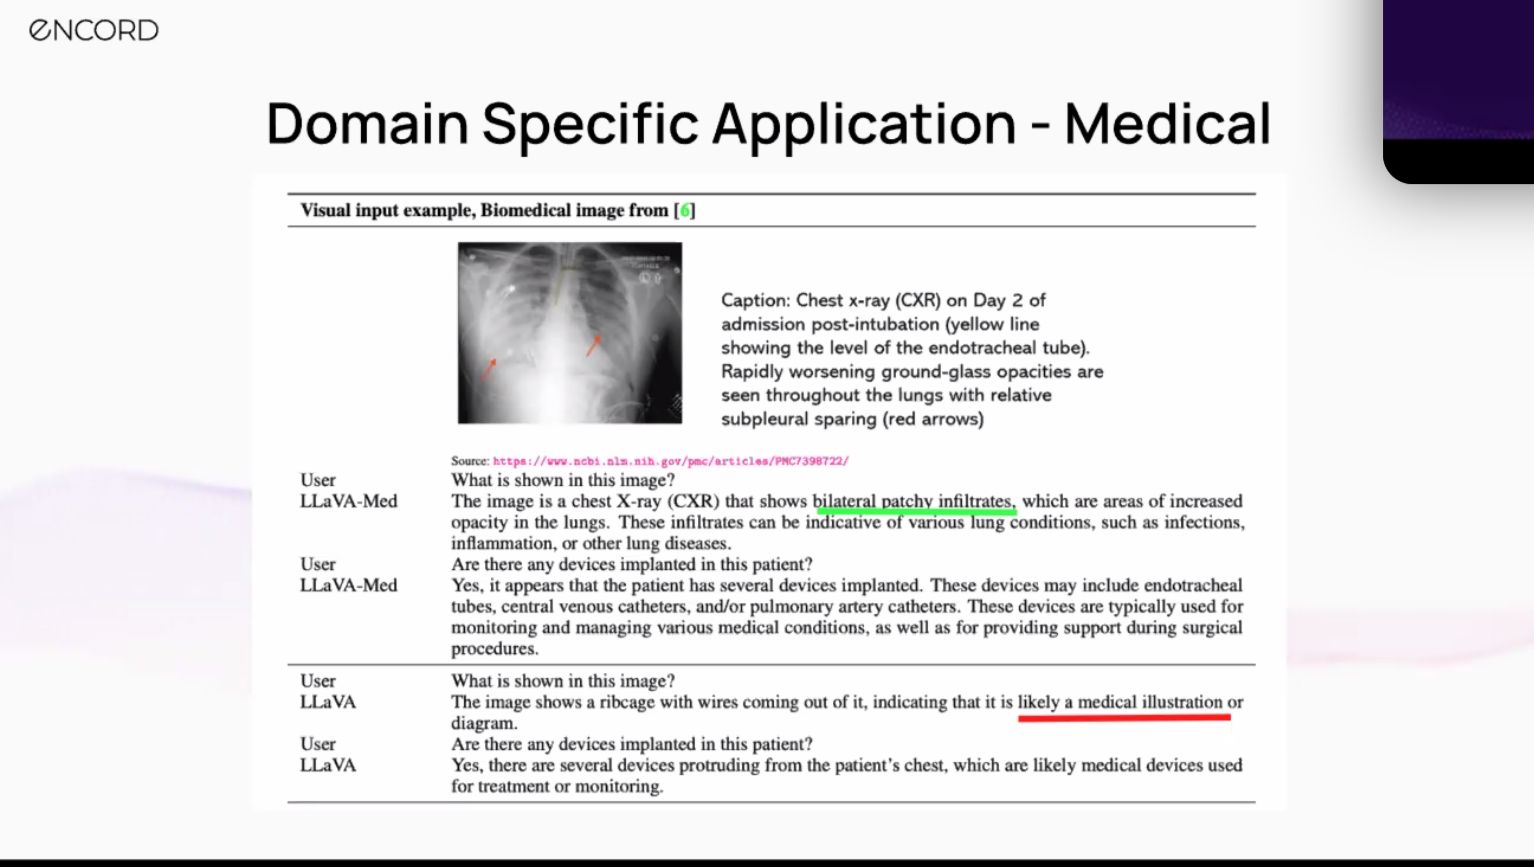 encord
Domain Specific Application - Medical
Visual input example, Biomedical image from [6]
Caption: Chest x-ray (CXR) on Day 2 of
admission post-intubation (yellow line
showing the level of the endotracheal tube).
Rapidly worsening ground-glass opacities are
seen throughout the lungs with relative
subpleural sparing (red arrows)
Source: https://www.ncbi.nlm.nih.gov/pmc/articles/PMC7398722/
User What is shown in this image?
LLaVA-Med The image is a chest X-ray (CXR) that shows bilateral patchy infiltrates, which are areas of increased
opacity in the lungs. These infiltrates can be indicative of various lung conditions, such as infections,
inflammation, or other lung diseases.
User Are there any devices implanted in this patient?
LLaVA-Med Yes, it appears that the patient has several devices implanted. These devices may include endotracheal
tubes, central venous catheters, and/or pulmonary artery catheters. These devices are typically used for
monitoring and managing various medical conditions, as well as for providing support during surgical
procedures.
User What is shown in this image?
LLaVA The image shows a ribcage with wires coming out of it, indicating that it is likely a medical illustration or
diagram.
User Are there any devices implanted in this patient?
LLaVA Yes, there are several devices protruding from the patient's chest, which are likely medical devices used
for treatment or monitoring.